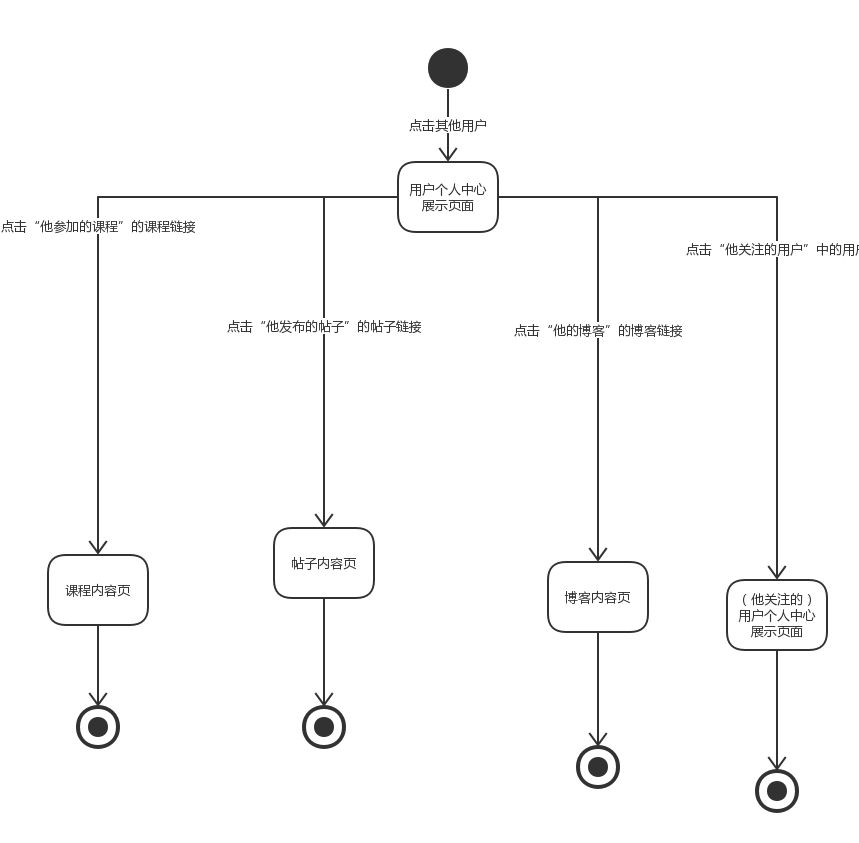 点击其他用户
用户个人中心
展示页面
点击“他参加的课程”的课程链接
点击“他关注的用户”中的用
点击“他发布的帖子”的帖子链接
点击“他的博客”的博客链接
帖子内容页
课程内容页
博客内容页
（他关注的）
用户个人中心
展示页面